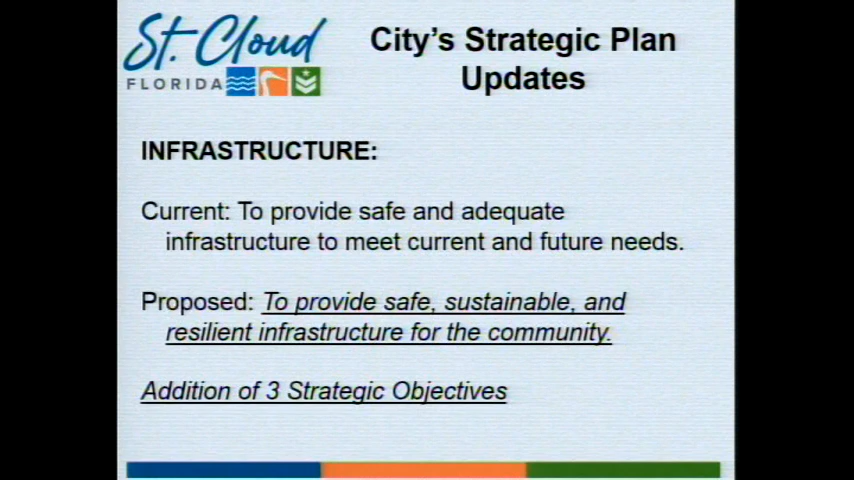 St. Cloud
FLORIDA
City's Strategic Plan
Updates
INFRASTRUCTURE:
Current: To provide safe and adequate
infrastructure to meet current and future needs.
Proposed: To provide safe, sustainable, and
resilient infrastructure for the community.
Addition of 3 Strategic Objectives